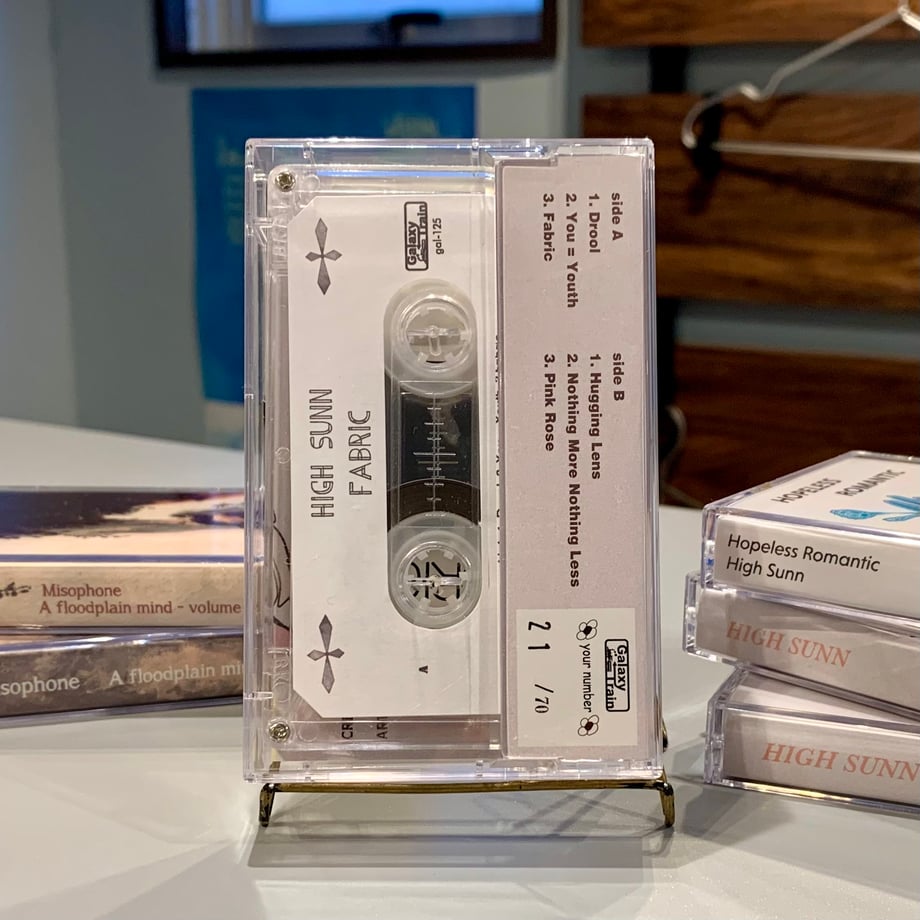 side A
1. Drool
2. You = Youth
3. Fabric
side B
1. Hugging Lens
2. Nothing More Nothing Less
3. Pink Rose
Galaxy Train
your number
21 /70
Galaxy Train
gal-125
HIGH SUNN
FABRIC
A
Misophone
A floodplain mind - volume
A floodplain
HOPELESS
ROMANTIC
Hopeless Romantic
High Sunn
HIGH SUNN
HIGH SUNN